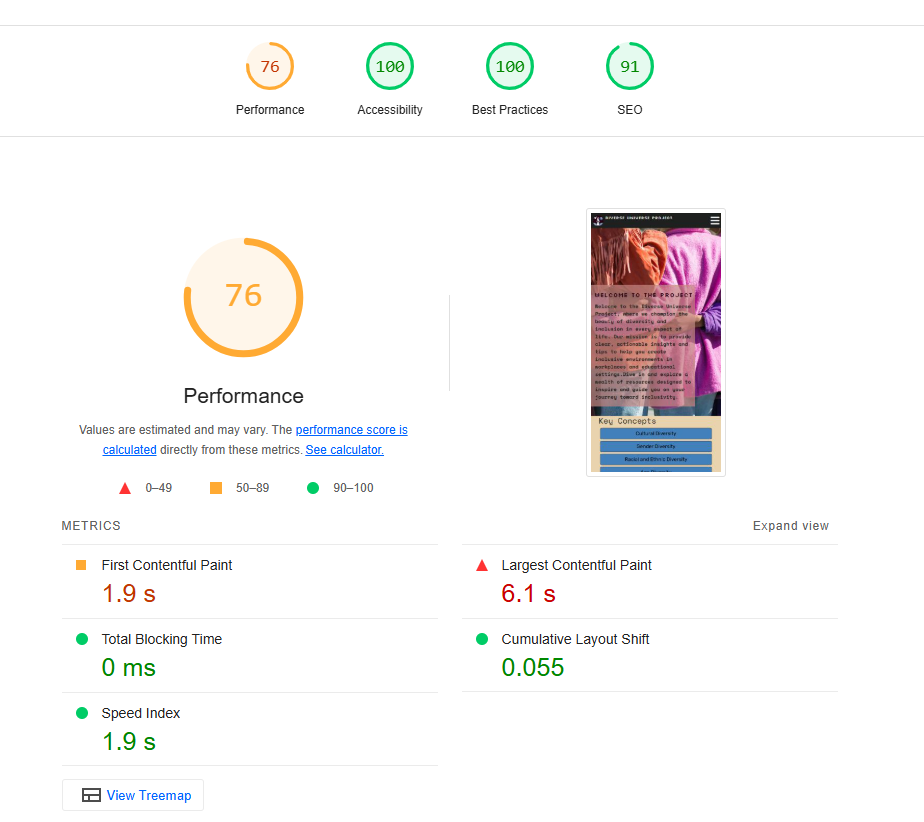 76
100
100
91
Performance
Accessibility
Best Practices
SEO
DIVERSE UNIVERSE PROJECT
WELCOME TO THE PROJECT
Welcome to the Diverse Universe
Project, where we champion the
beauty of diversity and
inclusion in every aspect of
life. Our mission is to provide
clear, actionable insights and
tips to help you create
inclusive environments in
workplaces and educational
settings.Dive in and explore a
wealth of resources designed to
inspire and guide you on your
journey toward inclusivity.
Key Concepts
Cultural Diversity
Gender Diversity
Racial and Ethnic Diversity
76
Performance
Values are estimated and may vary. The performance score is
calculated directly from these metrics. See calculator.
0–49
50–89
90–100
METRICS
Expand view
First Contentful Paint
1.9 s
Largest Contentful Paint
6.1 s
Total Blocking Time
0 ms
Cumulative Layout Shift
0.055
Speed Index
1.9 s
View Treemap